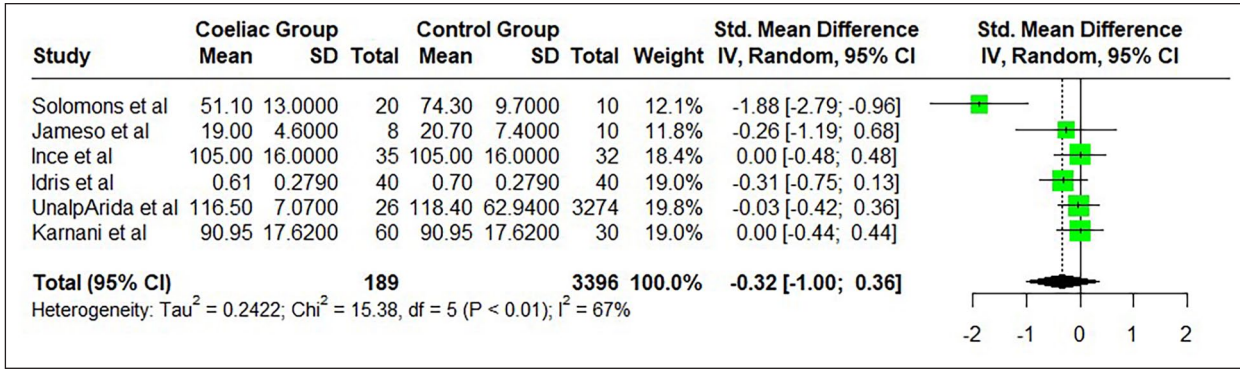 Coeliac Group Control Group Std. Mean Difference Std. Mean Difference
Study Mean SD Total Mean SD Total Weight IV, Random, 95% CI IV, Random, 95% CI
Solomons et al 51.10 13.0000 20 74.30 9.7000 10 12.1% -1.88 [-2.79; -0.96]
Jameso et al 19.00 4.6000 8 20.70 7.4000 10 11.8% -0.26 [-1.19; 0.68]
Ince et al 105.00 16.0000 35 105.00 16.0000 32 18.4% 0.00 [-0.48; 0.48]
Idris et al 0.61 0.2790 40 0.70 0.2790 40 19.0% -0.31 [-0.75; 0.13]
UnalpArida et al 116.50 7.0700 26 118.40 62.9400 3274 19.8% -0.03 [-0.42; 0.36]
Karnani et al 90.95 17.6200 60 90.95 17.6200 30 19.0% 0.00 [-0.44; 0.44]
Total (95% CI) 189 3396 100.0% -0.32 [-1.00; 0.36]
Heterogeneity: Tau² = 0.2422; Chi² = 15.38, df = 5 (P < 0.01); I² = 67%
-2 -1 0 1 2